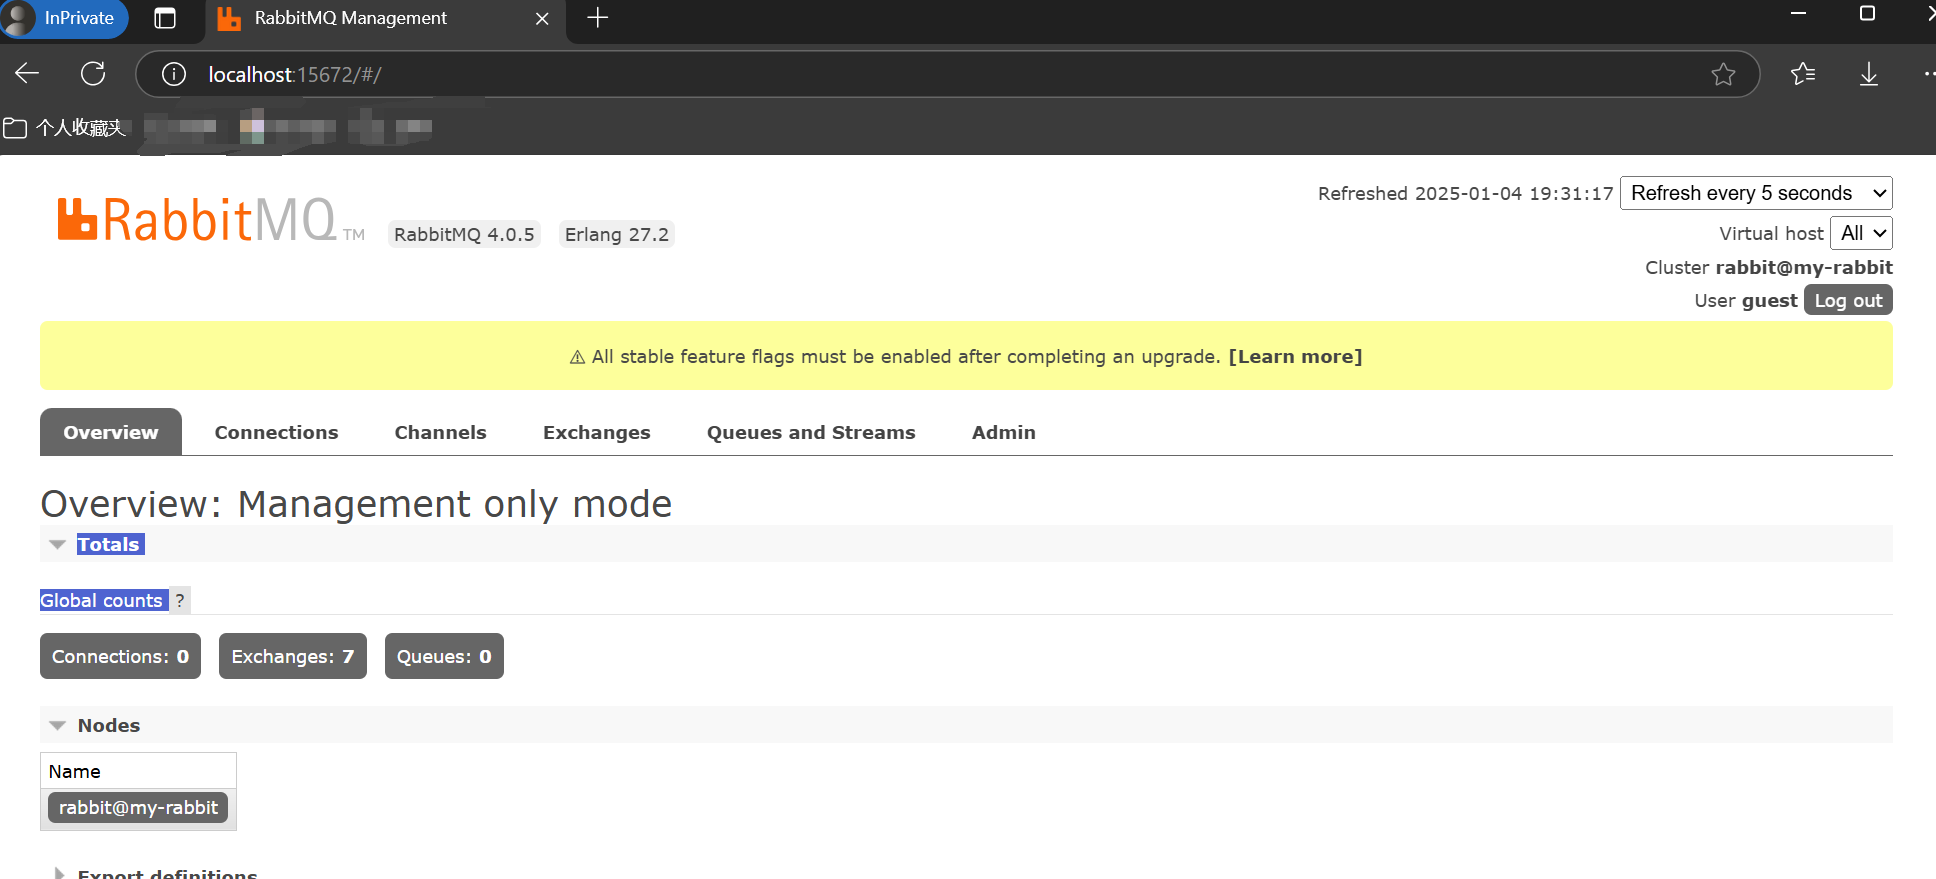 InPrivate
RabbitMQ Management
localhost:15672/#/
个人收藏夹
RabbitMQ TM
RabbitMQ 4.0.5 Erlang 27.2
Refreshed 2025-01-04 19:31:17 Refresh every 5 seconds
Virtual host All
Cluster rabbit@my-rabbit
User guest Log out
⚠ All stable feature flags must be enabled after completing an upgrade. [Learn more]
Overview Connections Channels Exchanges Queues and Streams Admin
Overview: Management only mode
Totals
Global counts ?
Connections: 0 Exchanges: 7 Queues: 0
Nodes
Name
rabbit@my-rabbit
Export definitions